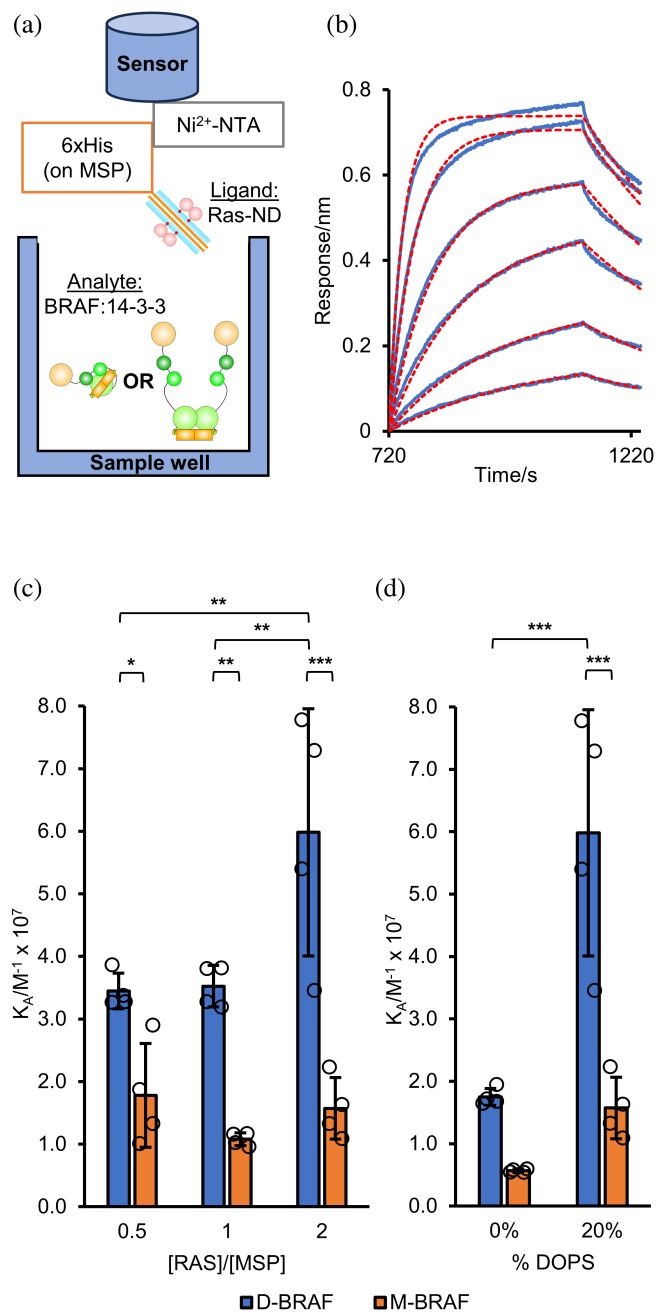 (a)
Sensor
Ni2+-NTA
6xHis
(on MSP)
Ligand:
Ras-ND
Analyte:
BRAF:14-3-3
OR
Sample well
(b)
0.8
0.6
0.4
0.2
0
Response/nm
720
1220
Time/s
(c)
**
**
*
**
***
8.0
7.0
6.0
5.0
4.0
3.0
2.0
1.0
0.0
KA/M-1 x 107
0.5
1
2
[RAS]/[MSP]
(d)
***
***
8.0
7.0
6.0
5.0
4.0
3.0
2.0
1.0
0.0
KA/M-1 x 107
0%
20%
% DOPS
D-BRAF
M-BRAF